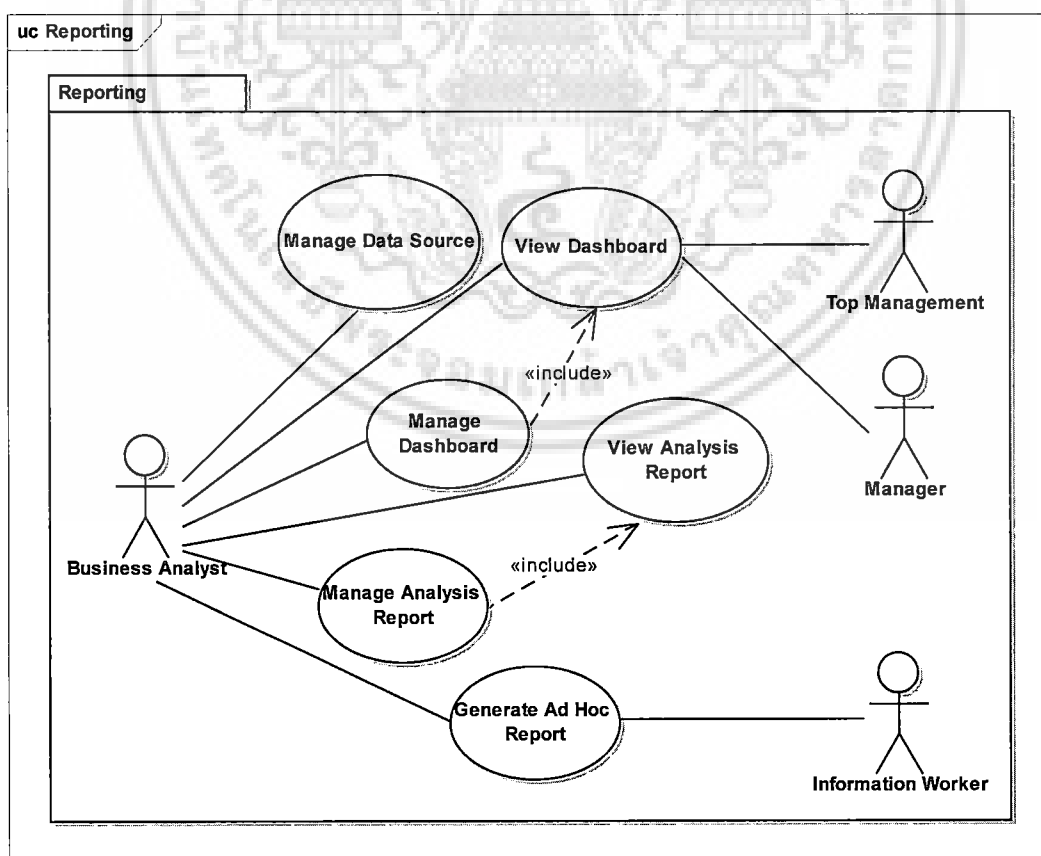 uc Reporting
Reporting
Manage Data Source
View Dashboard
Top Management
«include»
Manage
Dashboard
View Analysis
Report
Manager
Business Analyst
«include»
Manage Analysis
Report
Generate Ad Hoc
Report
Information Worker